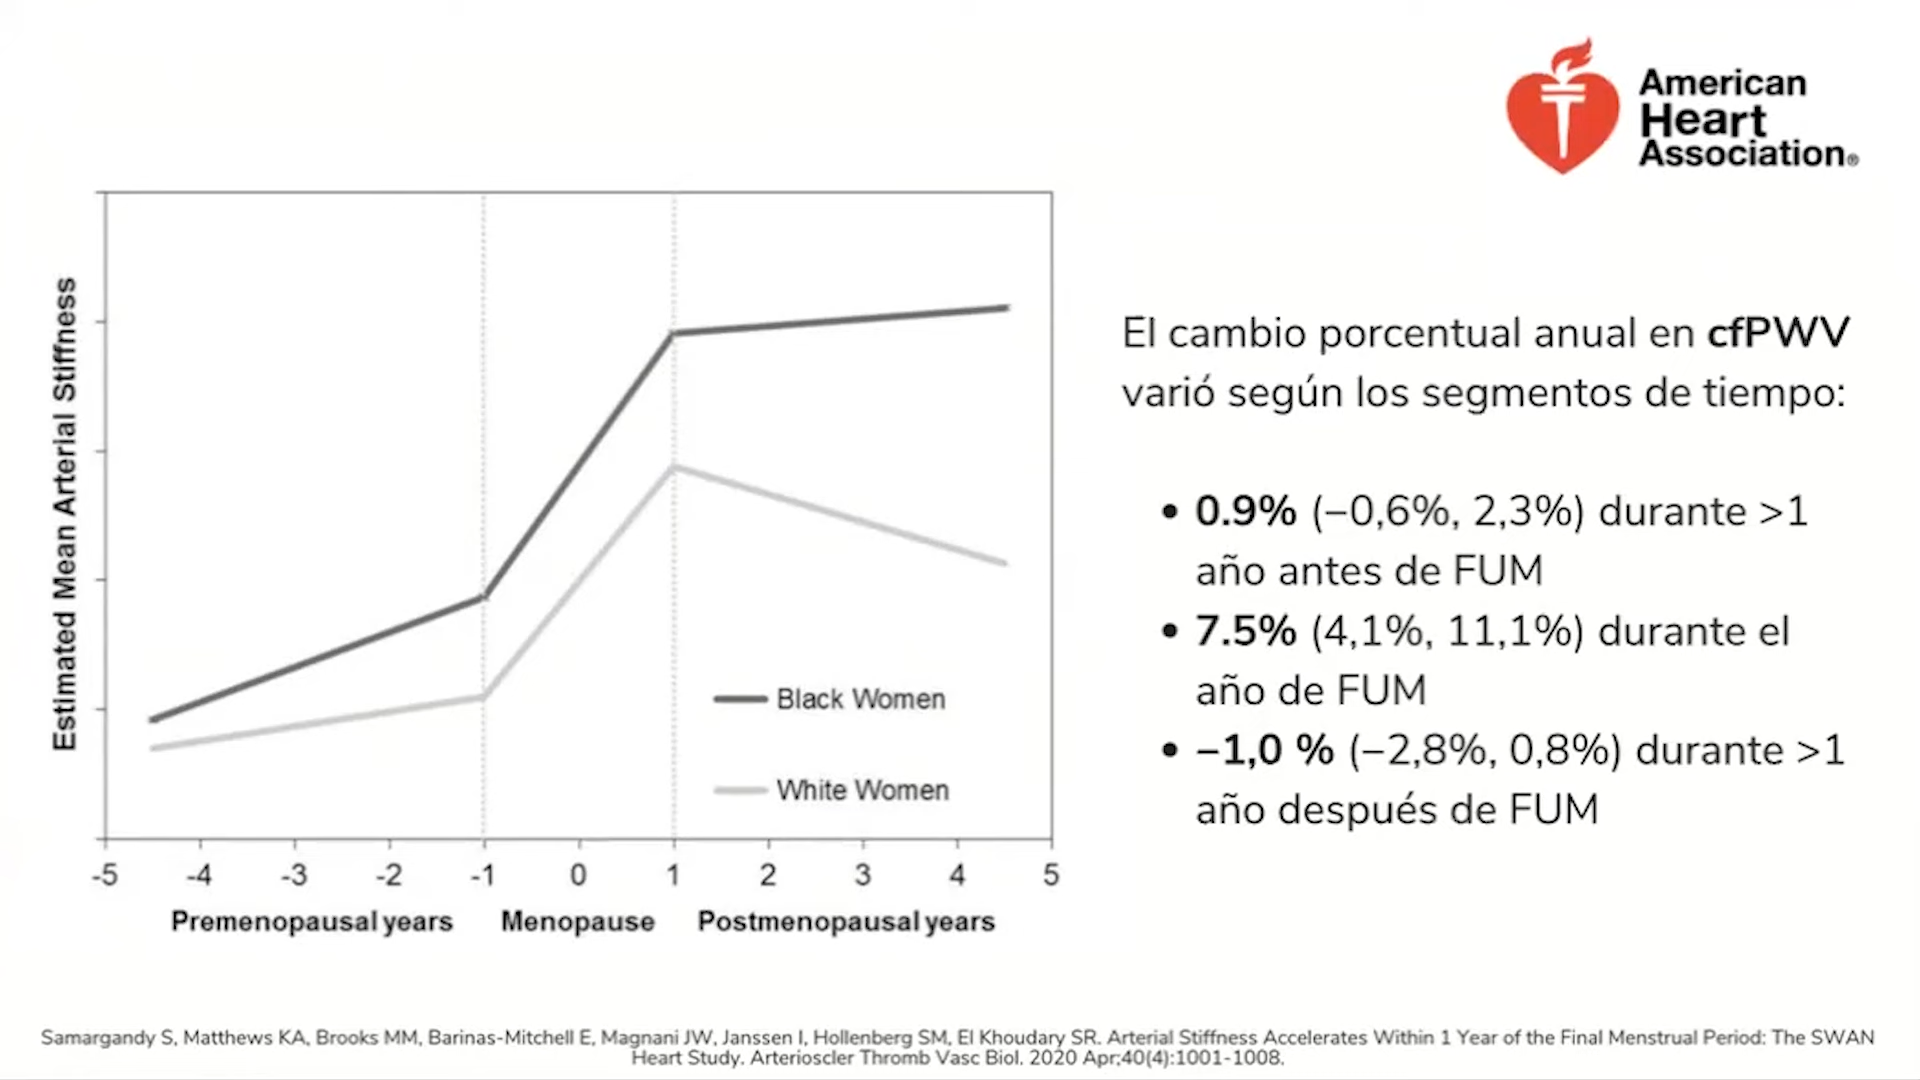 American
Heart
Association®
Estimated Mean Arterial Stiffness
Black Women
White Women
-5 -4 -3 -2 -1 0 1 2 3 4 5
Premenopausal years Menopause Postmenopausal years
El cambio porcentual anual en cfPWV
varió según los segmentos de tiempo:
• 0.9% (−0,6%, 2,3%) durante >1
año antes de FUM
• 7.5% (4,1%, 11,1%) durante el
año de FUM
• −1,0 % (−2,8%, 0,8%) durante >1
año después de FUM
Samargandy S, Matthews KA, Brooks MM, Barinas-Mitchell E, Magnani JW, Janssen I, Hollenberg SM, El Khoudary SR. Arterial Stiffness Accelerates Within 1 Year of the Final Menstrual Period: The SWAN
Heart Study. Arterioscler Thromb Vasc Biol. 2020 Apr;40(4):1001-1008.